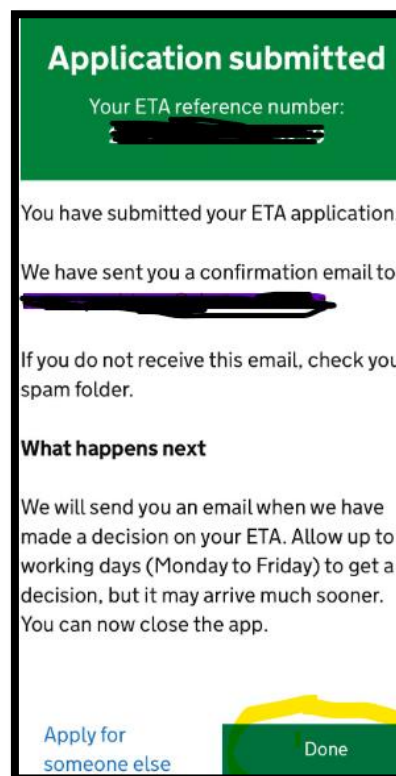 Application submitted
Your ETA reference number:
You have submitted your ETA application
We have sent you a confirmation email to
If you do not receive this email, check you
spam folder.
What happens next
We will send you an email when we have
made a decision on your ETA. Allow up to
working days (Monday to Friday) to get a
decision, but it may arrive much sooner.
You can now close the app.
Apply for
someone else
Done